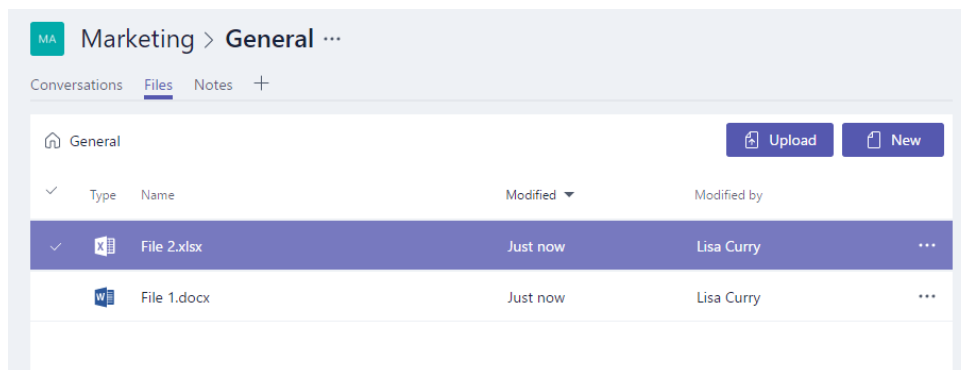 MA Marketing > General ···
Conversations Files Notes +
General Upload New
Type Name Modified Modified by
File 2.xlsx Just now Lisa Curry ···
File 1.docx Just now Lisa Curry ···